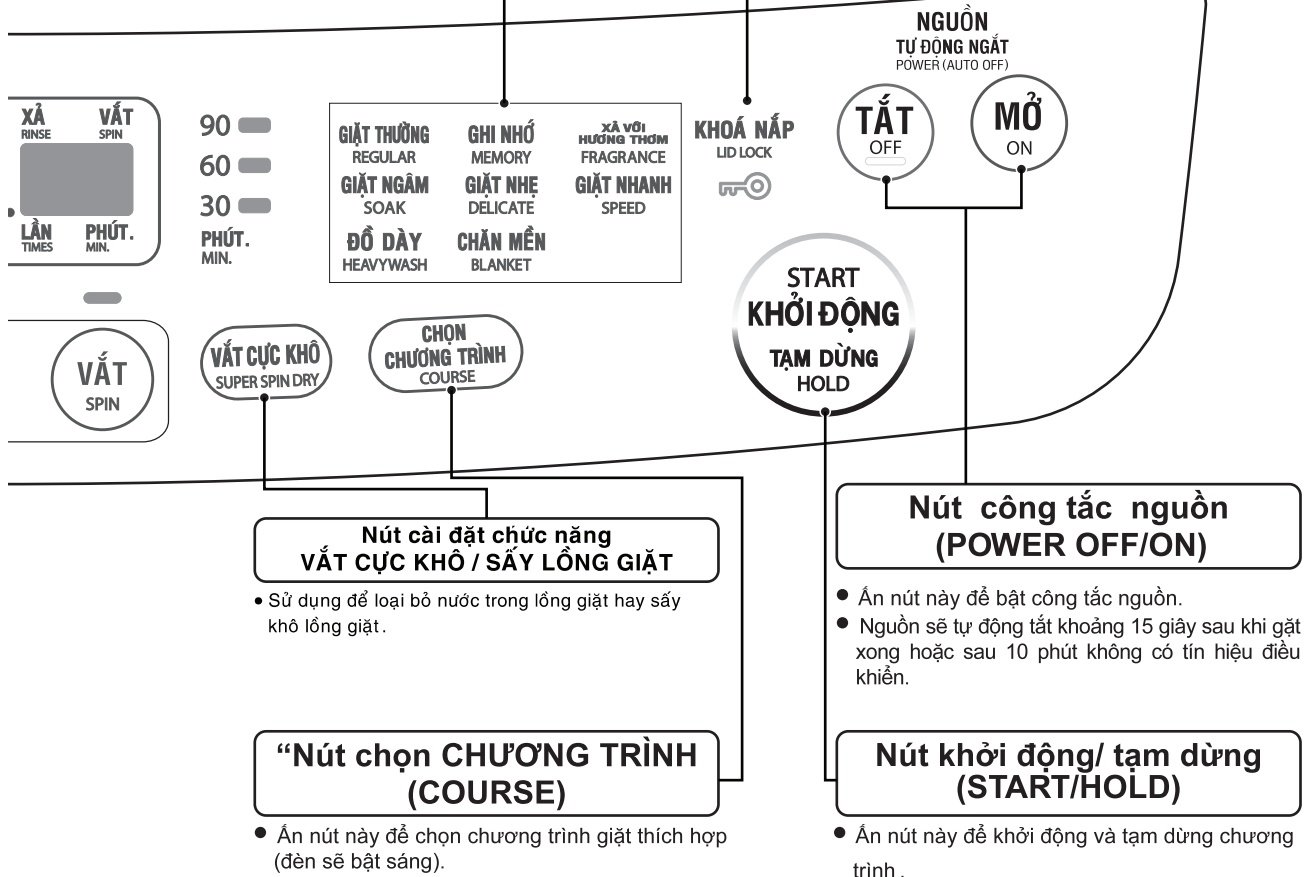 NGUỒN
TỰ ĐỘNG NGẮT
POWER (AUTO OFF)
TẮT
OFF
MỞ
ON
XẢ
RINSE
VẮT
SPIN
LẦN
TIMES
PHÚT.
MIN.
90
60
30
PHÚT.
MIN.
GIẶT THƯỜNG
REGULAR
GHI NHỚ
MEMORY
XẢ VỚI
HƯƠNG THƠM
FRAGRANCE
GIẶT NGÂM
SOAK
GIẶT NHẸ
DELICATE
GIẶT NHANH
SPEED
ĐỒ DÀY
HEAVYWASH
CHĂN MỀN
BLANKET
KHOÁ NẮP
LID LOCK
START
KHỞI ĐỘNG
TẠM DỪNG
HOLD
VẮT
SPIN
VẮT CỰC KHÔ
SUPER SPIN DRY
CHỌN
CHƯƠNG TRÌNH
COURSE
Nút cài đặt chức năng
VẮT CỰC KHÔ / SẤY LỒNG GIẶT
• Sử dụng để loại bỏ nước trong lồng giặt hay sấy
khô lồng giặt.
Nút công tắc nguồn
(POWER OFF/ON)
• Ấn nút này để bật công tắc nguồn.
• Nguồn sẽ tự động tắt khoảng 15 giây sau khi gặt
xong hoặc sau 10 phút không có tín hiệu điều
khiển.
“Nút chọn CHƯƠNG TRÌNH
(COURSE)
• Ấn nút này để chọn chương trình giặt thích hợp
(đèn sẽ bật sáng).
Nút khởi động/ tạm dừng
(START/HOLD)
• Ấn nút này để khởi động và tạm dừng chương
trình .